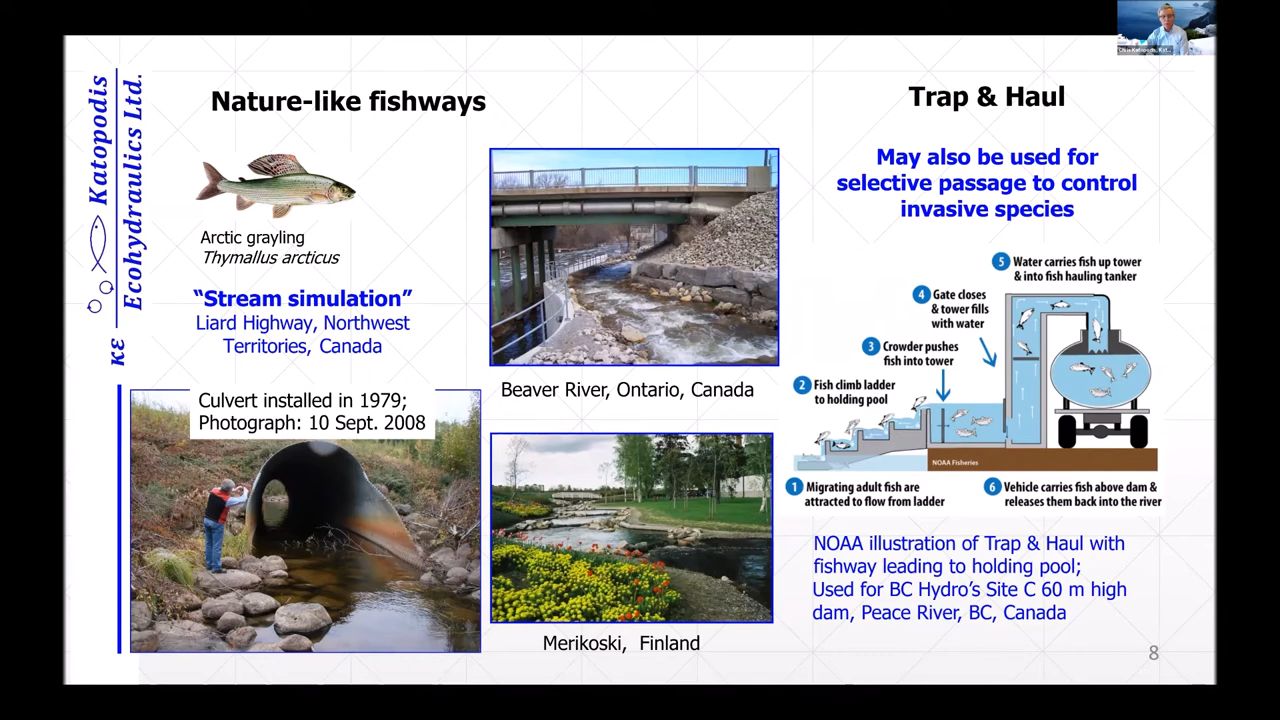 Katopodis
Ecohydraulics Ltd.
κε
Nature-like fishways
Arctic grayling
Thymallus arcticus
“Stream simulation”
Liard Highway, Northwest
Territories, Canada
Culvert installed in 1979;
Photograph: 10 Sept. 2008
Beaver River, Ontario, Canada
Merikoski, Finland
Trap & Haul
May also be used for
selective passage to control
invasive species
5 Water carries fish up tower
& into fish hauling tanker
4 Gate closes
& tower fills
with water
3 Crowder pushes
fish into tower
2 Fish climb ladder
to holding pool
NOAA Fisheries
1 Migrating adult fish are
attracted to flow from ladder
6 Vehicle carries fish above dam &
releases them back into the river
NOAA illustration of Trap & Haul with
fishway leading to holding pool;
Used for BC Hydro’s Site C 60 m high
dam, Peace River, BC, Canada
8